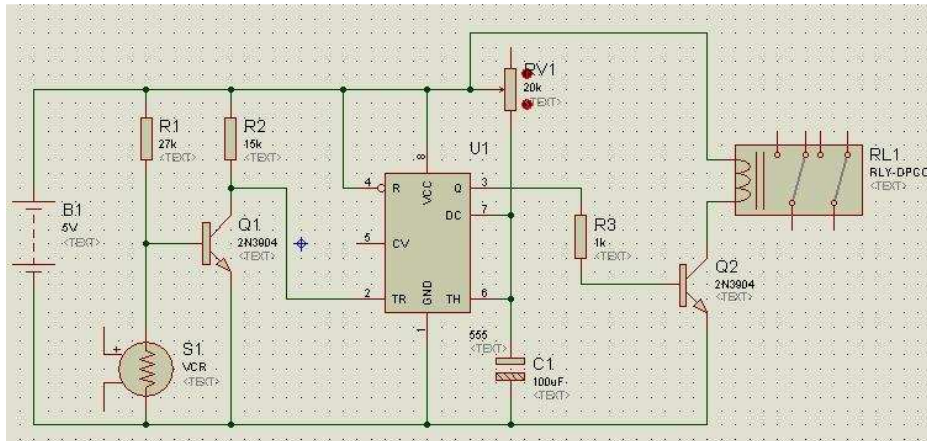 RV1
20k
<TEXT>
R1
27k
<TEXT>
R2
15k
<TEXT>
U1
8
VCC
4
R
Q
3
DC
7
5
CV
2
TR
GND
TH
6
1
555
<TEXT>
B1
5V
<TEXT>
Q1
2N3904
<TEXT>
R3
1k
<TEXT>
RL1
RLY-DPCO
<TEXT>
Q2
2N3904
<TEXT>
+
S1
VCR
<TEXT>
C1
100uF
<TEXT>